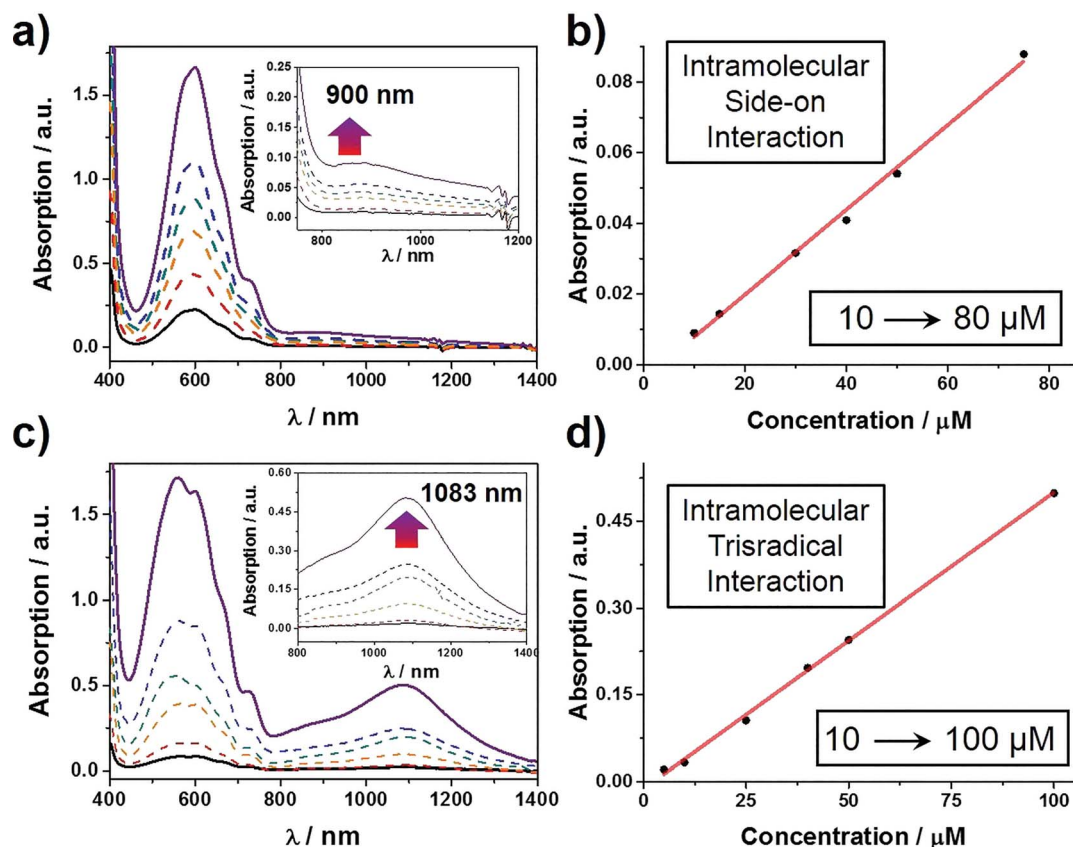 a)
Absorption / a.u.
1.5
1.0
0.5
0.0
400 600 800 1000 1200 1400
λ / nm
Absorption / a.u.
0.25
0.20
0.15
0.10
0.05
0.00
900 nm
800 1000 1200
λ / nm
b)
Absorption / a.u.
0.08
0.06
0.04
0.02
0.00
Intramolecular
Side-on
Interaction
10 → 80 μM
0 20 40 60 80
Concentration / μM
c)
Absorption / a.u.
1.5
1.0
0.5
0.0
400 600 800 1000 1200 1400
λ / nm
Absorption / a.u.
0.60
0.45
0.30
0.15
0.00
1083 nm
800 1000 1200 1400
λ / nm
d)
Absorption / a.u.
0.45
0.30
0.15
0.00
Intramolecular
Trisradical
Interaction
10 → 100 μM
0 25 50 75 100
Concentration / μM